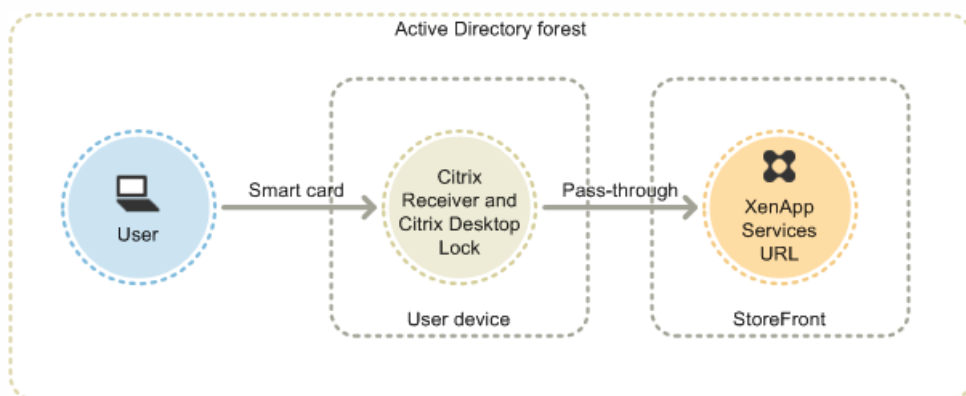 Active Directory forest
User
Smart card
Citrix
Receiver and
Citrix Desktop
Lock
User device
Pass-through
XenApp
Services
URL
StoreFront